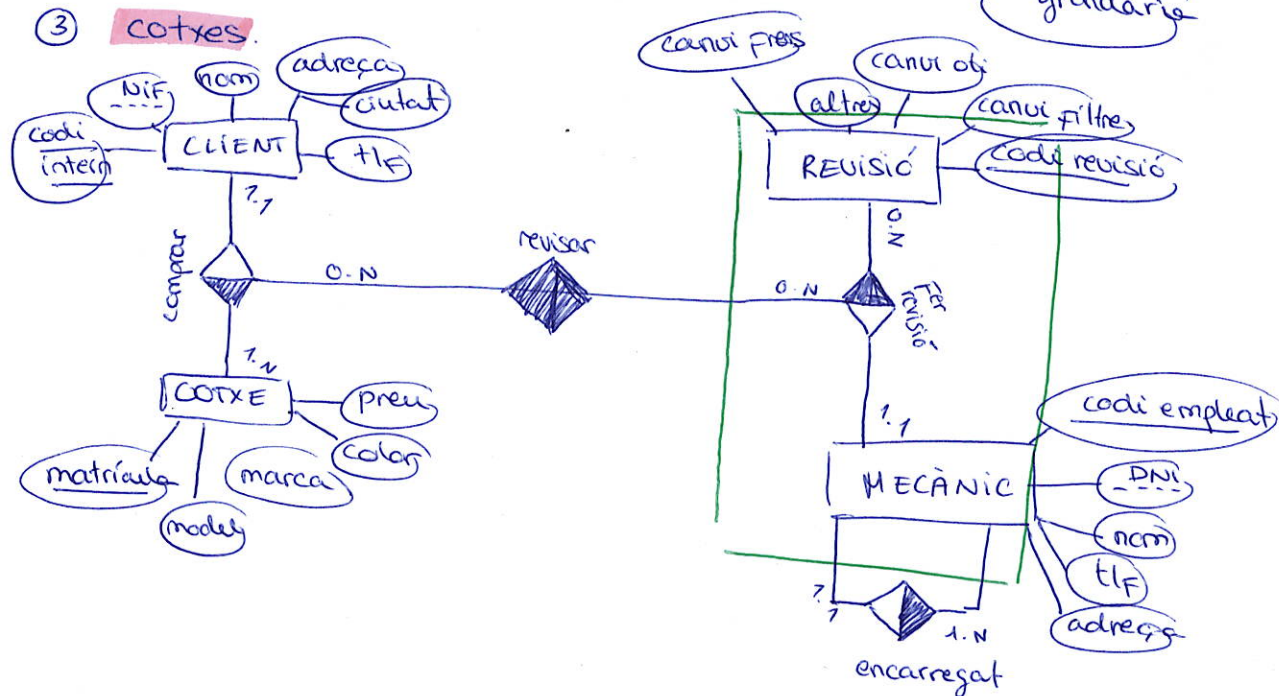 grandària
③ cotxes.
NIF
nom
adreça
ciutat
codi
intern
CLIENT
tlf
1.1
comprar
0.N
revisar
1.N
COTXE
preu
color
marca
matrícula
model
canvi frens
altres
canvi oli
canvi filtre
REVISIÓ
codi revisió
0.N
0.N
Fer
revisión
1.1
codi empleat
MECÀNIC
DNI
nom
tlf
adreça
1.1
1.N
encarregat